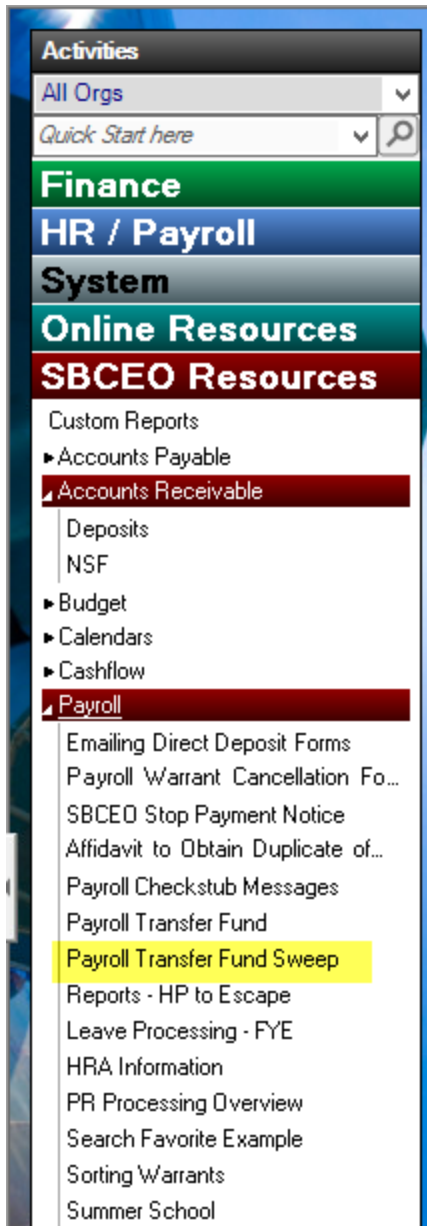 Activities
All Orgs
Quick Start here
Finance
HR / Payroll
System
Online Resources
SBCEO Resources
Custom Reports
Accounts Payable
Accounts Receivable
Deposits
NSF
Budget
Calendars
Cashflow
Payroll
Emailing Direct Deposit Forms
Payroll Warrant Cancellation Fo...
SBCEO Stop Payment Notice
Affidavit to Obtain Duplicate of...
Payroll Checkstub Messages
Payroll Transfer Fund
Payroll Transfer Fund Sweep
Reports - HP to Escape
Leave Processing - FYE
HRA Information
PR Processing Overview
Search Favorite Example
Sorting Warrants
Summer School